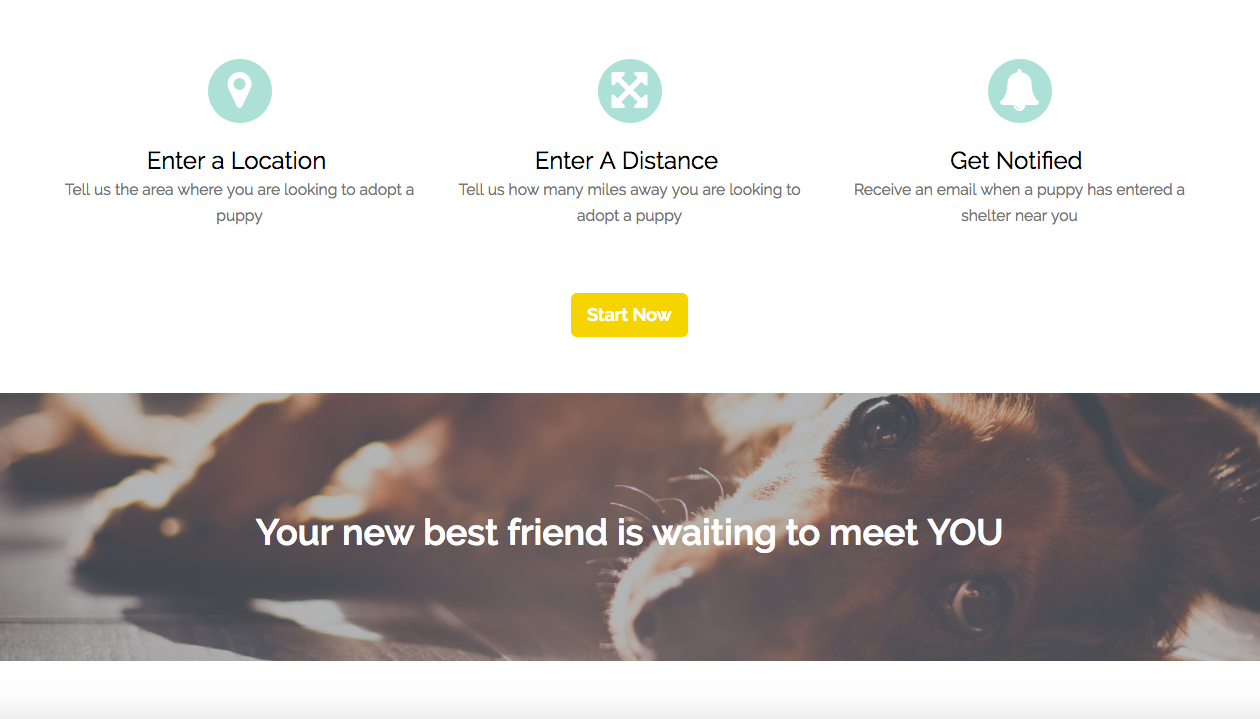 Enter a Location
Tell us the area where you are looking to adopt a
puppy
Enter A Distance
Tell us how many miles away you are looking to
adopt a puppy
Get Notified
Receive an email when a puppy has entered a
shelter near you
Start Now
Your new best friend is waiting to meet YOU